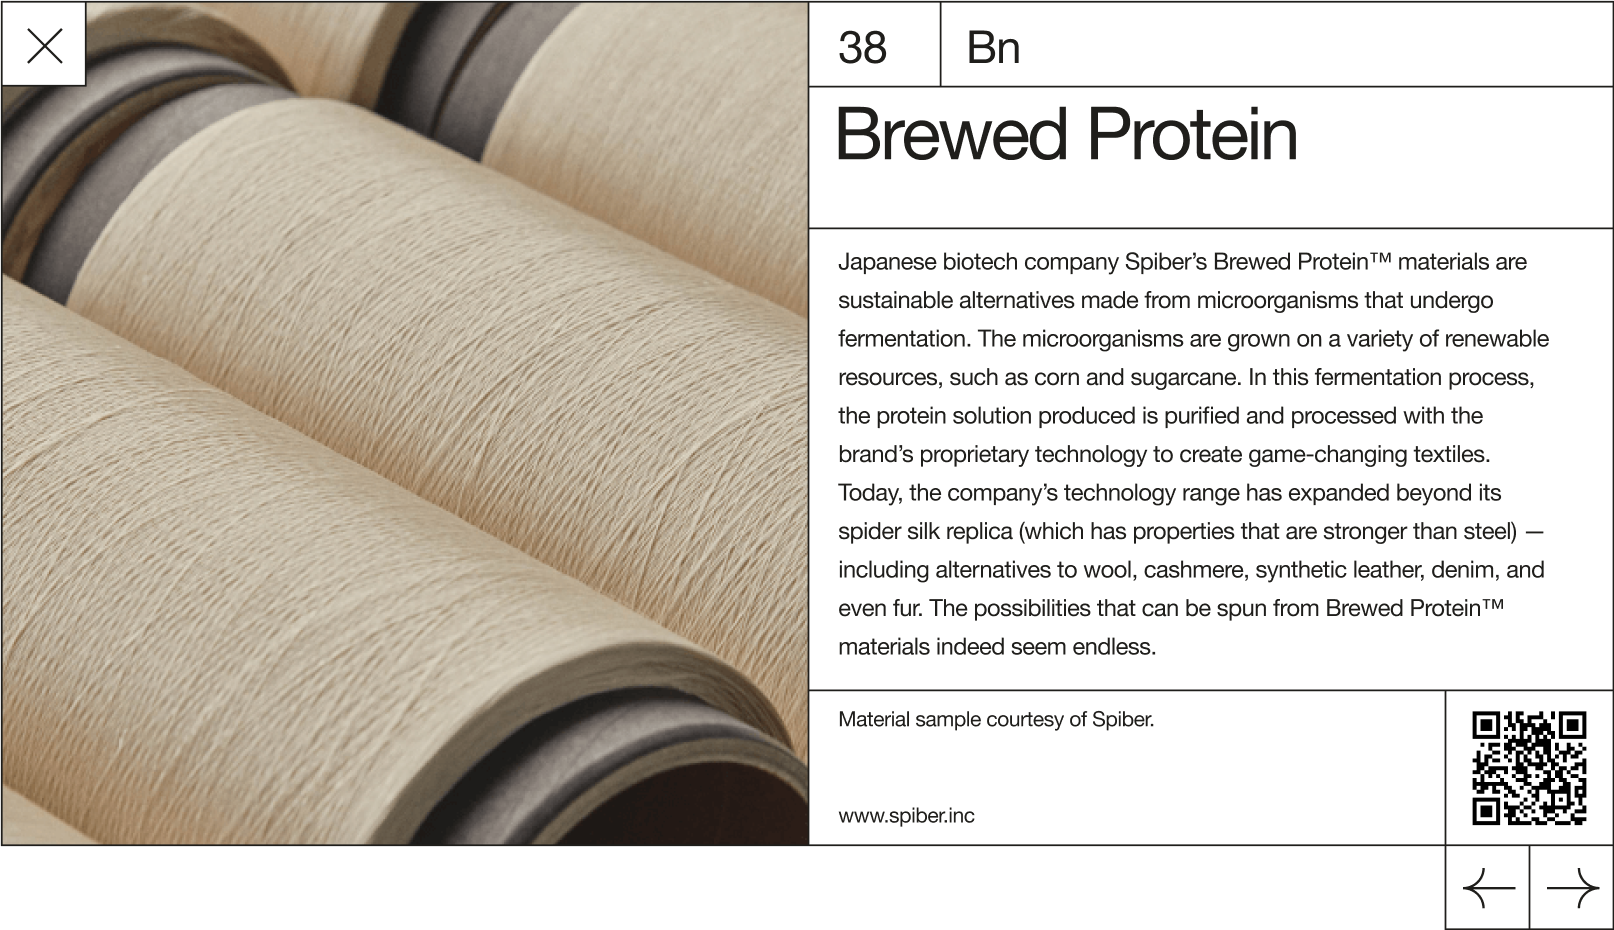 38
Bn
Brewed Protein
Japanese biotech company Spiber’s Brewed Protein™ materials are
sustainable alternatives made from microorganisms that undergo
fermentation. The microorganisms are grown on a variety of renewable
resources, such as corn and sugarcane. In this fermentation process,
the protein solution produced is purified and processed with the
brand’s proprietary technology to create game-changing textiles.
Today, the company’s technology range has expanded beyond its
spider silk replica (which has properties that are stronger than steel) —
including alternatives to wool, cashmere, synthetic leather, denim, and
even fur. The possibilities that can be spun from Brewed Protein™
materials indeed seem endless.
Material sample courtesy of Spiber.
www.spiber.inc